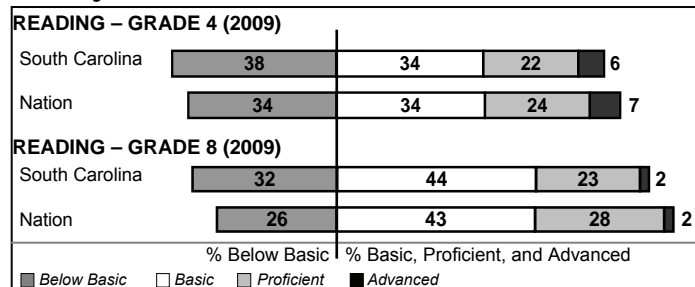 READING – GRADE 4 (2009)
South Carolina 38 34 22 6
Nation 34 34 24 7
READING – GRADE 8 (2009)
South Carolina 32 44 23 2
Nation 26 43 28 2
% Below Basic % Basic, Proficient, and Advanced
Below Basic Basic Proficient Advanced